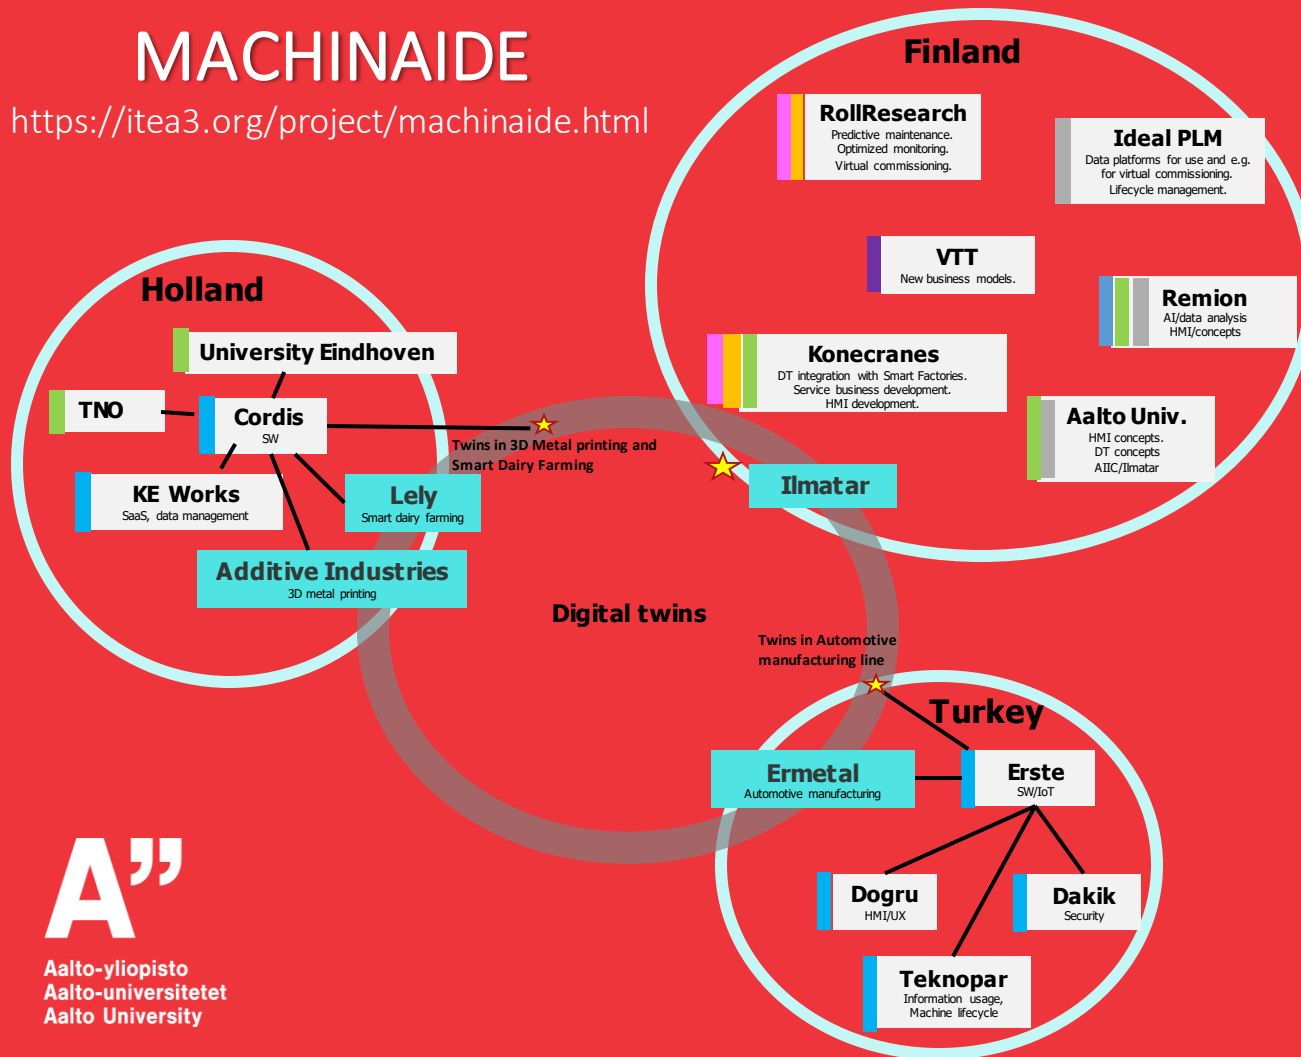 MACHINAIDE
https://itea3.org/project/machinaide.html
Finland
RollResearch
Predictive maintenance.
Optimized monitoring.
Virtual commissioning.
Ideal PLM
Data platforms for use and e.g.
for virtual commissioning.
Lifecycle management.
VTT
New business models.
Remion
AI/data analysis
HMI/concepts
Konecranes
DT integration with Smart Factories.
Service business development.
HMI development.
Aalto Univ.
HMI concepts.
DT concepts
AIIC/Ilmatar
Ilmatar
Holland
University Eindhoven
TNO
Cordis
SW
KE Works
SaaS, data management
Lely
Smart dairy farming
Additive Industries
3D metal printing
Twins in 3D Metal printing and
Smart Dairy Farming
Digital twins
Twins in Automotive
manufacturing line
Turkey
Ermetal
Automotive manufacturing
Erste
SW/IoT
Dogru
HMI/UX
Dakik
Security
Teknopar
Information usage,
Machine lifecycle
A”
Aalto-yliopisto
Aalto-universitetet
Aalto University